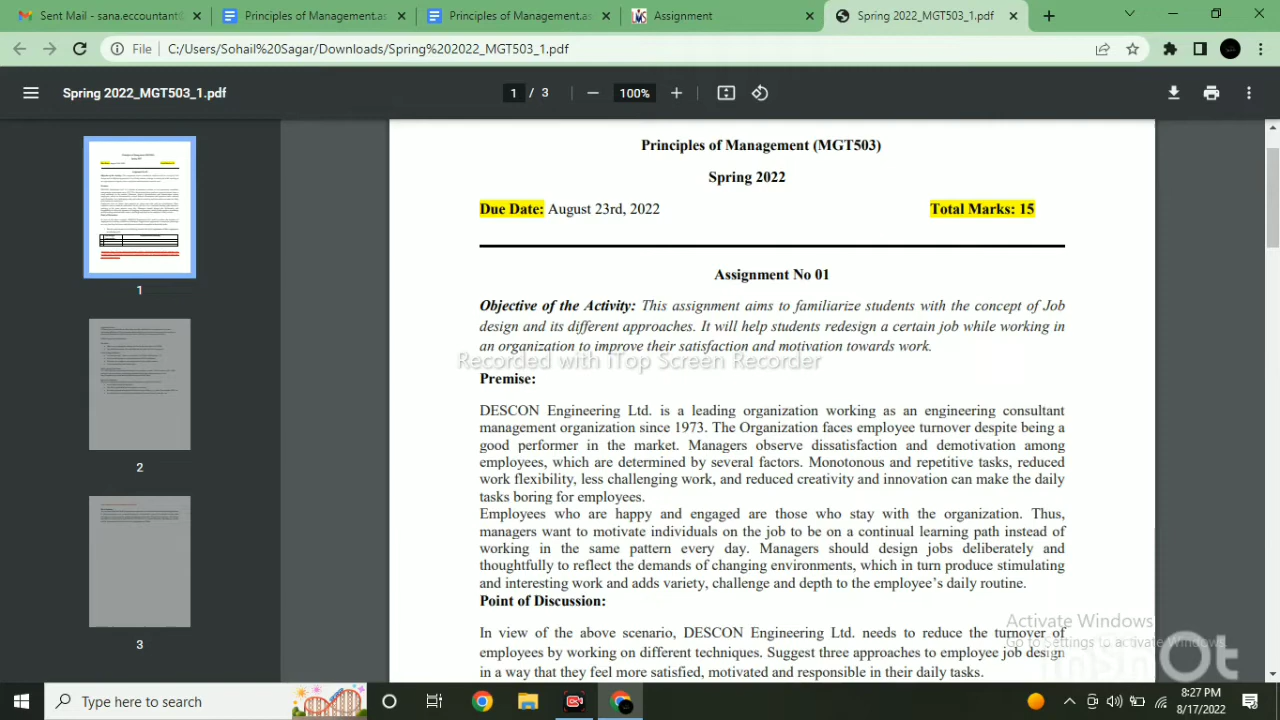 Sent Mail - sana.eccountant
Principles of Management.as
Principles of Management.as
Assignment
Spring 2022_MGT503_1.pdf
File
C:/Users/Sohail%20Sagar/Downloads/Spring%202022_MGT503_1.pdf
Spring 2022_MGT503_1.pdf
1 / 3
100%
Principles of Management (MGT503)
Spring 2022
Due Date: August 23rd, 2022
Total Marks: 15
Assignment No 01
Objective of the Activity: This assignment aims to familiarize students with the concept of Job
design and its different approaches. It will help students redesign a certain job while working in
an organization to improve their satisfaction and motivation towards work.
Recorded with iTop Screen Recorder
Premise:
DESCON Engineering Ltd. is a leading organization working as an engineering consultant
management organization since 1973. The Organization faces employee turnover despite being a
good performer in the market. Managers observe dissatisfaction and demotivation among
employees, which are determined by several factors. Monotonous and repetitive tasks, reduced
work flexibility, less challenging work, and reduced creativity and innovation can make the daily
tasks boring for employees.
Employees who are happy and engaged are those who stay with the organization. Thus,
managers want to motivate individuals on the job to be on a continual learning path instead of
working in the same pattern every day. Managers should design jobs deliberately and
thoughtfully to reflect the demands of changing environments, which in turn produce stimulating
and interesting work and adds variety, challenge and depth to the employee's daily routine.
Point of Discussion:
In view of the above scenario, DESCON Engineering Ltd. needs to reduce the turnover of
employees by working on different techniques. Suggest three approaches to employee job design
in a way that they feel more satisfied, motivated and responsible in their daily tasks.
Activate Windows
Go to Settings to activate Windows.
1
2
3
Type here to search
8:27 PM
8/17/2022